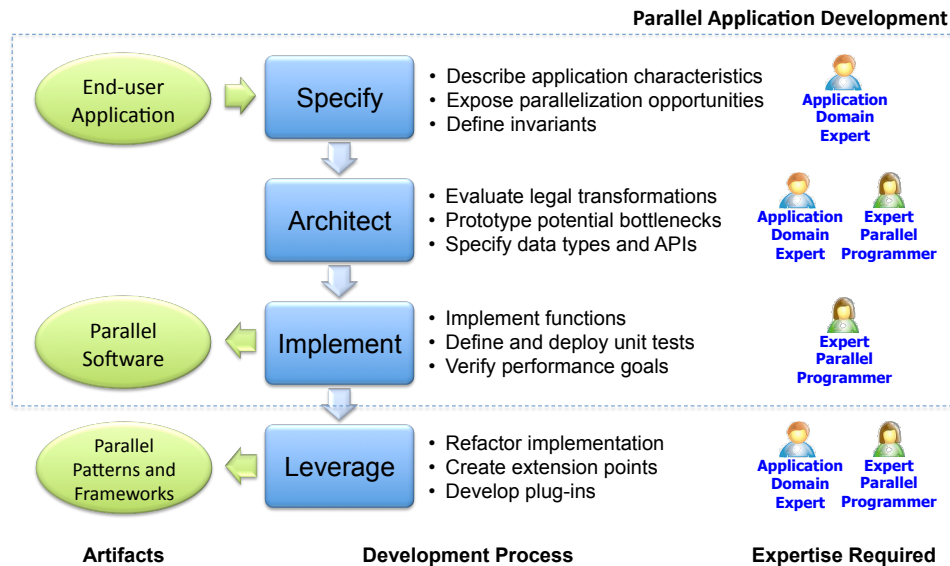 Parallel Application Development
End-user
Application
Specify
• Describe application characteristics
• Expose parallelization opportunities
• Define invariants
Application
Domain
Expert
Architect
• Evaluate legal transformations
• Prototype potential bottlenecks
• Specify data types and APIs
Application
Domain
Expert
Expert
Parallel
Programmer
Parallel
Software
Implement
• Implement functions
• Define and deploy unit tests
• Verify performance goals
Expert
Parallel
Programmer
Parallel
Patterns and
Frameworks
Leverage
• Refactor implementation
• Create extension points
• Develop plug-ins
Application
Domain
Expert
Expert
Parallel
Programmer
Artifacts
Development Process
Expertise Required